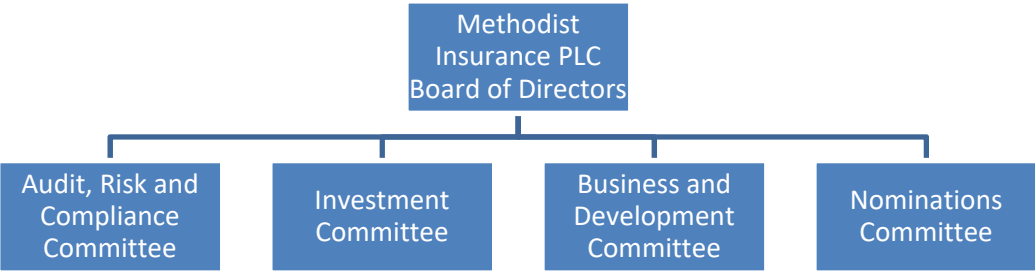 Methodist
Insurance PLC
Board of Directors
Audit, Risk and
Compliance
Committee
Investment
Committee
Business and
Development
Committee
Nominations
Committee